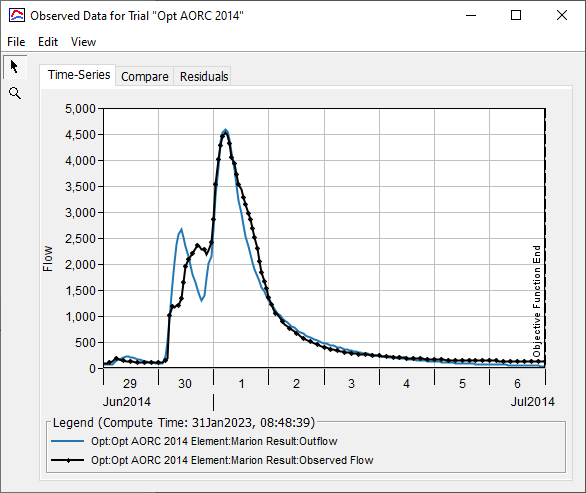 Observed Data for Trial "Opt AORC 2014"
File Edit View
Time-Series Compare Residuals
5,000
4,500
4,000
3,500
3,000
2,500
2,000
1,500
1,000
500
0
Flow
Objective Function End
29 30 1 2 3 4 5 6
Jun2014 Jul2014
Legend (Compute Time: 31Jan2023, 08:48:39)
Opt:Opt AORC 2014 Element:Marion Result:Outflow
Opt:Opt AORC 2014 Element:Marion Result:Observed Flow